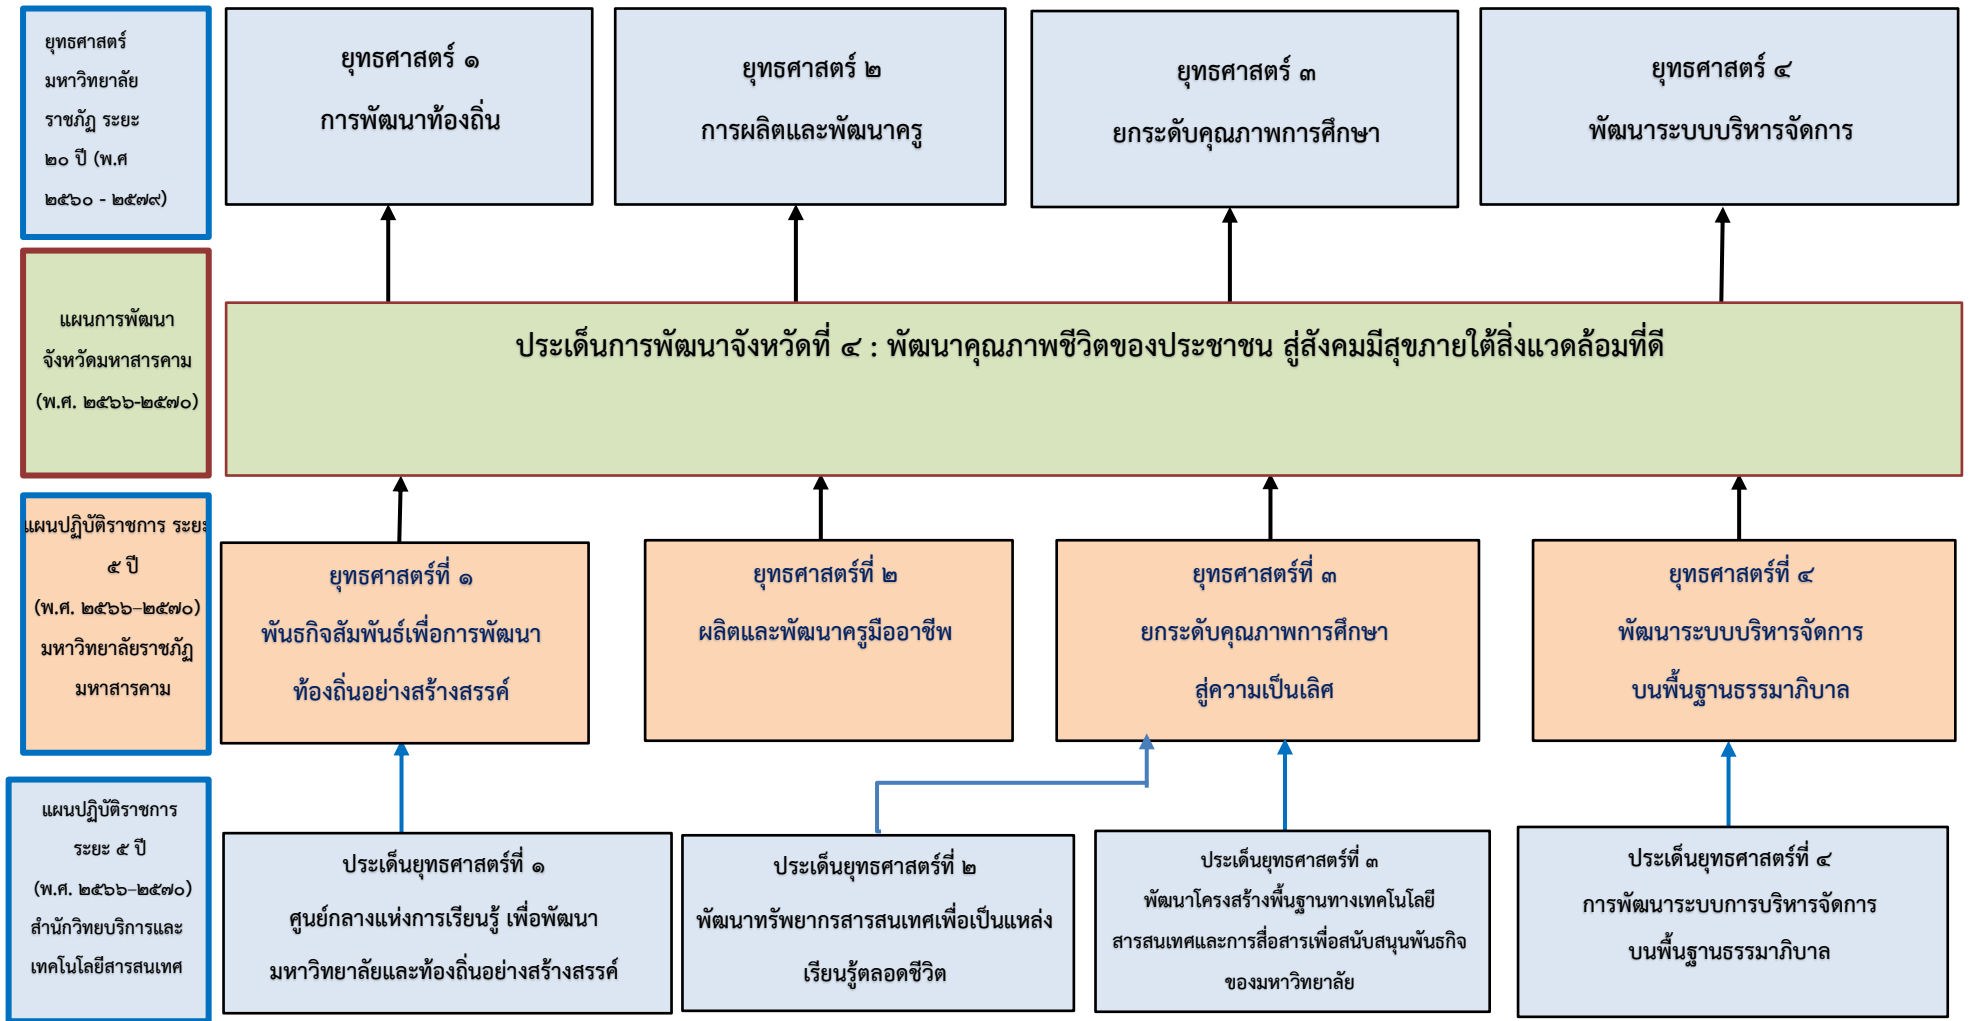 ยุทธศาสตร์
มหาวิทยาลัย
ราชภัฏ ระยะ
๒๐ ปี (พ.ศ
๒๕๖๐ - ๒๕๗๙)
ยุทธศาสตร์ ๑
การพัฒนาท้องถิ่น
ยุทธศาสตร์ ๒
การผลิตและพัฒนาครู
ยุทธศาสตร์ ๓
ยกระดับคุณภาพการศึกษา
ยุทธศาสตร์ ๔
พัฒนาระบบบริหารจัดการ
แผนการพัฒนา
จังหวัดมหาสารคาม
(พ.ศ. ๒๕๖๖-๒๕๗๐)
ประเด็นการพัฒนาจังหวัดที่ ๔ : พัฒนาคุณภาพชีวิตของประชาชน สู่สังคมมีสุขภายใต้สิ่งแวดล้อมที่ดี
แผนปฏิบัติราชการ ระยะ
๕ ปี
(พ.ศ. ๒๕๖๖–๒๕๗๐)
มหาวิทยาลัยราชภัฏ
มหาสารคาม
ยุทธศาสตร์ที่ ๑
พันธกิจสัมพันธ์เพื่อการพัฒนา
ท้องถิ่นอย่างสร้างสรรค์
ยุทธศาสตร์ที่ ๒
ผลิตและพัฒนาครูมืออาชีพ
ยุทธศาสตร์ที่ ๓
ยกระดับคุณภาพการศึกษา
สู่ความเป็นเลิศ
ยุทธศาสตร์ที่ ๔
พัฒนาระบบบริหารจัดการ
บนพื้นฐานธรรมาภิบาล
แผนปฏิบัติราชการ
ระยะ ๕ ปี
(พ.ศ. ๒๕๖๖–๒๕๗๐)
สำนักวิทยบริการและ
เทคโนโลยีสารสนเทศ
ประเด็นยุทธศาสตร์ที่ ๑
ศูนย์กลางแห่งการเรียนรู้ เพื่อพัฒนา
มหาวิทยาลัยและท้องถิ่นอย่างสร้างสรรค์
ประเด็นยุทธศาสตร์ที่ ๒
พัฒนาทรัพยากรสารสนเทศเพื่อเป็นแหล่ง
เรียนรู้ตลอดชีวิต
ประเด็นยุทธศาสตร์ที่ ๓
พัฒนาโครงสร้างพื้นฐานทางเทคโนโลยี
สารสนเทศและการสื่อสารเพื่อสนับสนุนพันธกิจ
ของมหาวิทยาลัย
ประเด็นยุทธศาสตร์ที่ ๔
การพัฒนาระบบการบริหารจัดการ
บนพื้นฐานธรรมาภิบาล